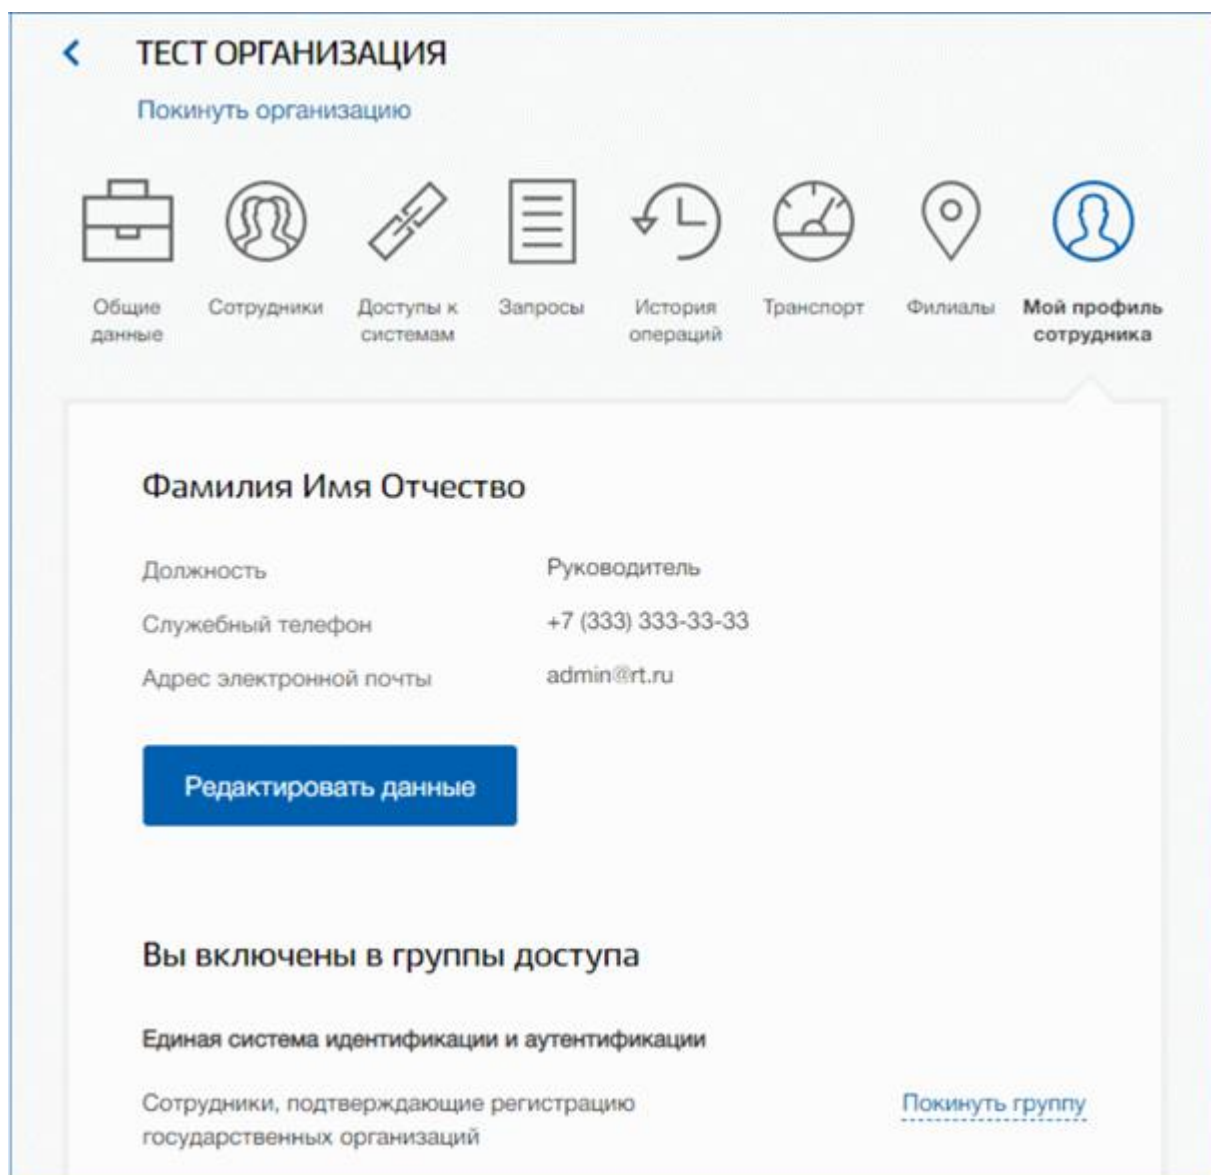 ТЕСТ ОРГАНИЗАЦИЯ
Покинуть организацию
Общие данные
Сотрудники
Доступы к системам
Запросы
История операций
Транспорт
Филиалы
Мой профиль сотрудника
Фамилия Имя Отчество
Должность Руководитель
Служебный телефон +7 (333) 333-33-33
Адрес электронной почты admin@rt.ru
Редактировать данные
Вы включены в группы доступа
Единая система идентификации и аутентификации
Сотрудники, подтверждающие регистрацию Покинуть группу
государственных организаций